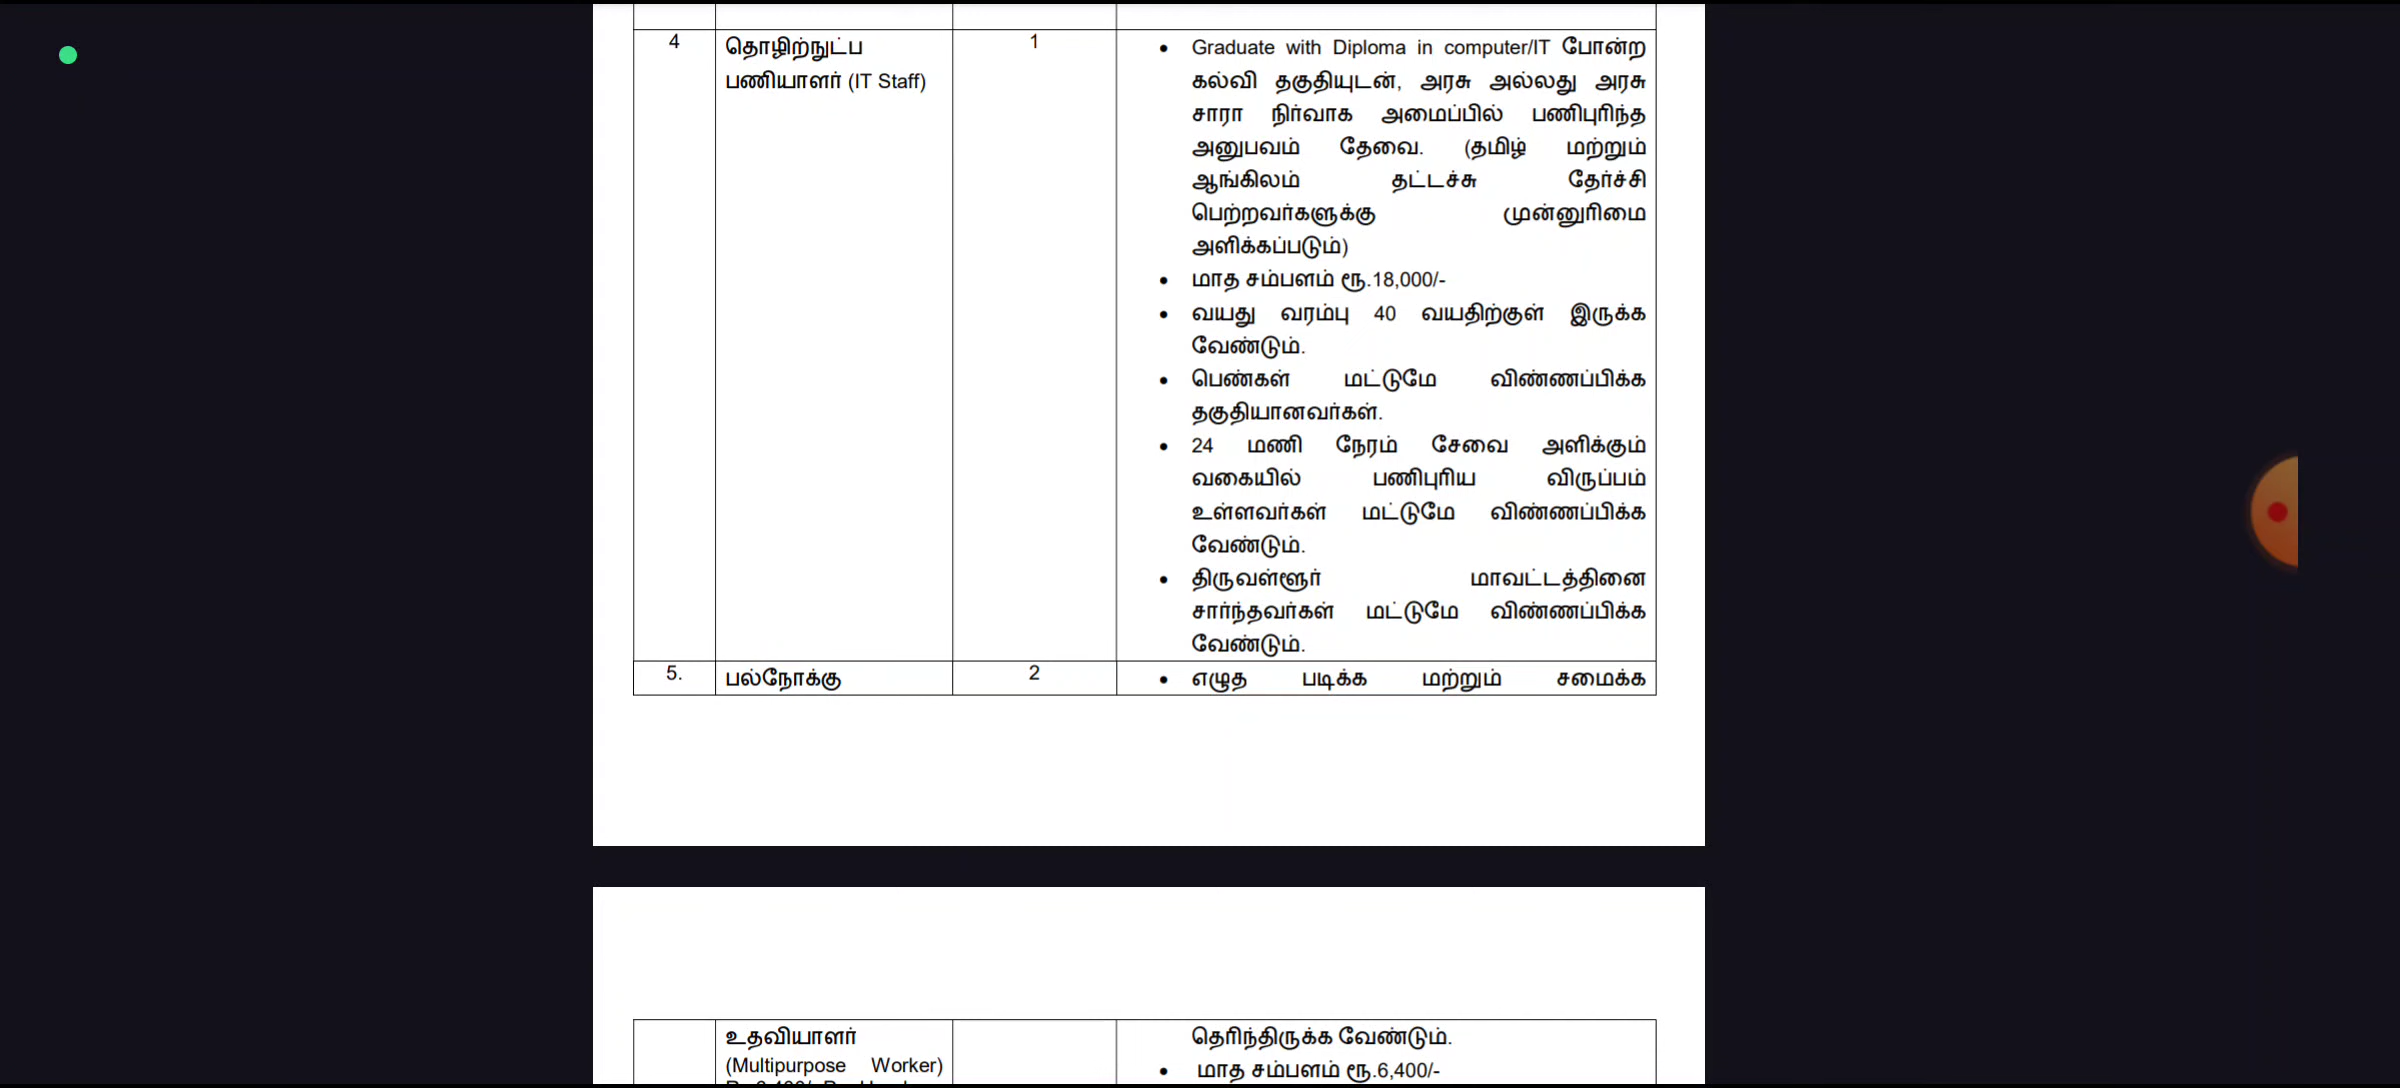 4 தொழிற்நுட்ப 1 • Graduate with Diploma in computer/IT போன்ற
பணியாளர் (IT Staff) கல்வி தகுதியுடன், அரசு அல்லது அரசு
சாரா நிர்வாக அமைப்பில் பணிபுரிந்த
அனுபவம் தேவை. (தமிழ் மற்றும்
ஆங்கிலம் தட்டச்சு தேர்ச்சி
பெற்றவர்களுக்கு முன்னுரிமை
அளிக்கப்படும்)
• மாத சம்பளம் ரூ.18,000/-
• வயது வரம்பு 40 வயதிற்குள் இருக்க
வேண்டும்.
• பெண்கள் மட்டுமே விண்ணப்பிக்க
தகுதியானவர்கள்.
• 24 மணி நேரம் சேவை அளிக்கும்
வகையில் பணிபுரிய விருப்பம்
உள்ளவர்கள் மட்டுமே விண்ணப்பிக்க
வேண்டும்.
• திருவள்ளூர் மாவட்டத்தினை
சார்ந்தவர்கள் மட்டுமே விண்ணப்பிக்க
வேண்டும்.
5. பல்நோக்கு 2 • எழுத படிக்க மற்றும் சமைக்க
உதவியாளர் தெரிந்திருக்க வேண்டும்.
(Multipurpose Worker) • மாத சம்பளம் ரூ.6,400/-